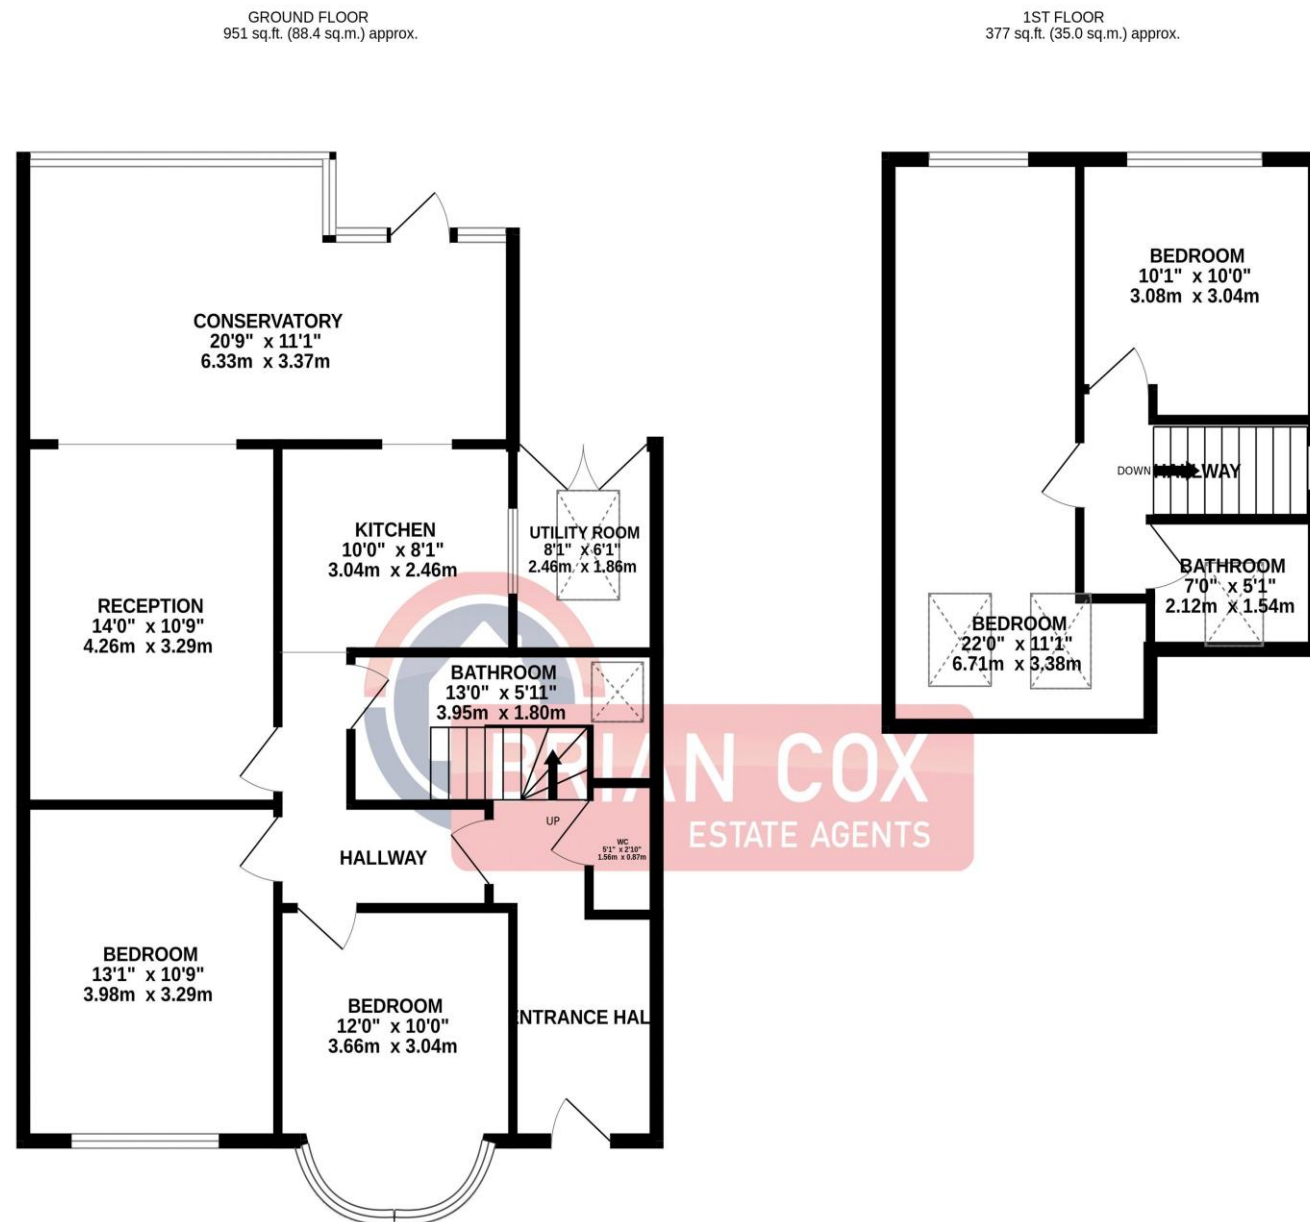 GROUND FLOOR
951 sq.ft. (88.4 sq.m.) approx.
1ST FLOOR
377 sq.ft. (35.0 sq.m.) approx.
CONSERVATORY
20'9" x 11'1"
6.33m x 3.37m
KITCHEN
10'0" x 8'1"
3.04m x 2.46m
UTILITY ROOM
8'1" x 6'1"
2.46m x 1.86m
RECEPTION
14'0" x 10'9"
4.26m x 3.29m
BATHROOM
13'0" x 5'11"
3.95m x 1.80m
UP
WC
5'1" x 2'10"
1.56m x 0.87m
HALLWAY
BEDROOM
13'1" x 10'9"
3.98m x 3.29m
BEDROOM
12'0" x 10'0"
3.66m x 3.04m
ENTRANCE HALL
BEDROOM
10'1" x 10'0"
3.08m x 3.04m
DOWN
HALLWAY
BATHROOM
7'0" x 5'1"
2.12m x 1.54m
BEDROOM
22'0" x 11'1"
6.71m x 3.38m
BRIAN COX
ESTATE AGENTS